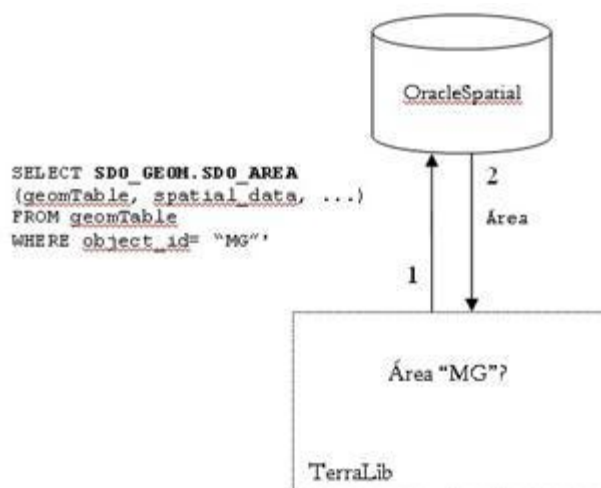 OracleSpatial
SELECT SDO_GEOM.SDO_AREA
(geomTable, spatial_data, ...)
FROM geomTable
WHERE object_id= “MG”'
2
Área
1
Área “MG”?
TerraLib